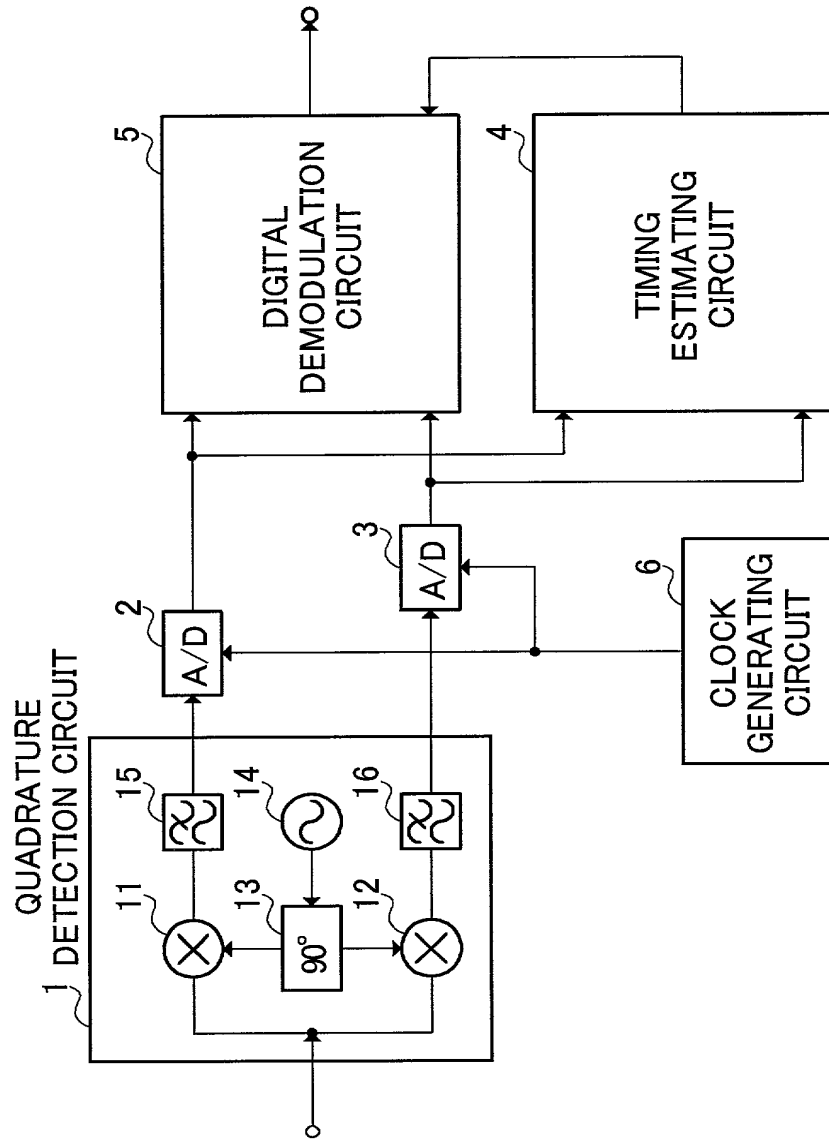 QUADRATURE
DETECTION CIRCUIT
1
11
15
13
90°
14
12
16
2
A/D
3
A/D
5
DIGITAL
DEMODULATION
CIRCUIT
4
TIMING
ESTIMATING
CIRCUIT
6
CLOCK
GENERATING
CIRCUIT